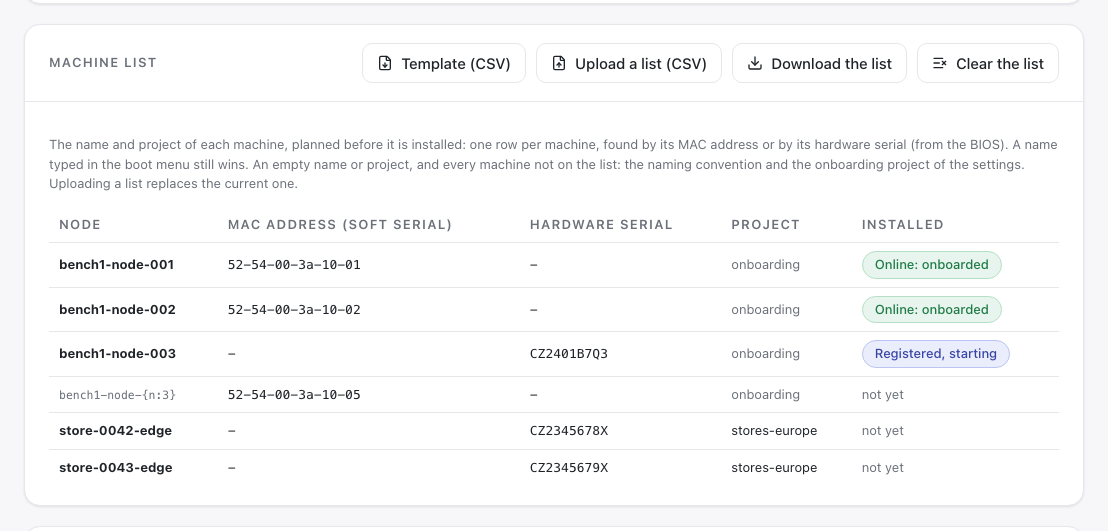 MACHINE LIST
Template (CSV)
Upload a list (CSV)
Download the list
Clear the list
The name and project of each machine, planned before it is installed: one row per machine, found by its MAC address or by its hardware serial (from the BIOS). A name
typed in the boot menu still wins. An empty name or project, and every machine not on the list: the naming convention and the onboarding project of the settings.
Uploading a list replaces the current one.
NODE MAC ADDRESS (SOFT SERIAL) HARDWARE SERIAL PROJECT INSTALLED
bench1-node-001 52-54-00-3a-10-01 – onboarding Online: onboarded
bench1-node-002 52-54-00-3a-10-02 – onboarding Online: onboarded
bench1-node-003 – CZ2401B7Q3 onboarding Registered, starting
bench1-node-{n:3} 52-54-00-3a-10-05 – onboarding not yet
store-0042-edge – CZ2345678X stores-europe not yet
store-0043-edge – CZ2345679X stores-europe not yet